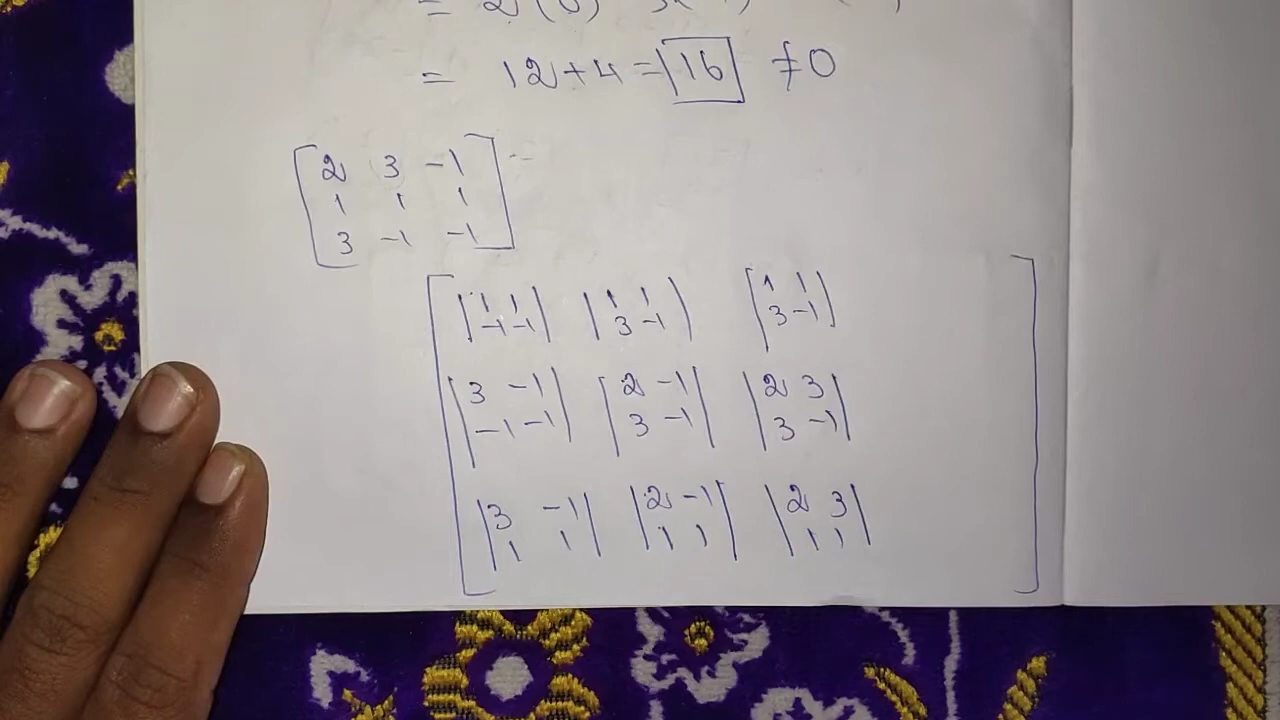 = 2(0)
= 12+4=16 ≠0
[2 3 -1
1 1 1
3 -1 -1]
[|1 1 |1 1 [1 1
-1 -1| 3 -1| 3 -1]
|3 -1 |2 -1 |2 3
-1 -1| 3 -1| 3 -1|
|3 -1 |2 -1 |2 3
1 1| 1 1| 1 1|]